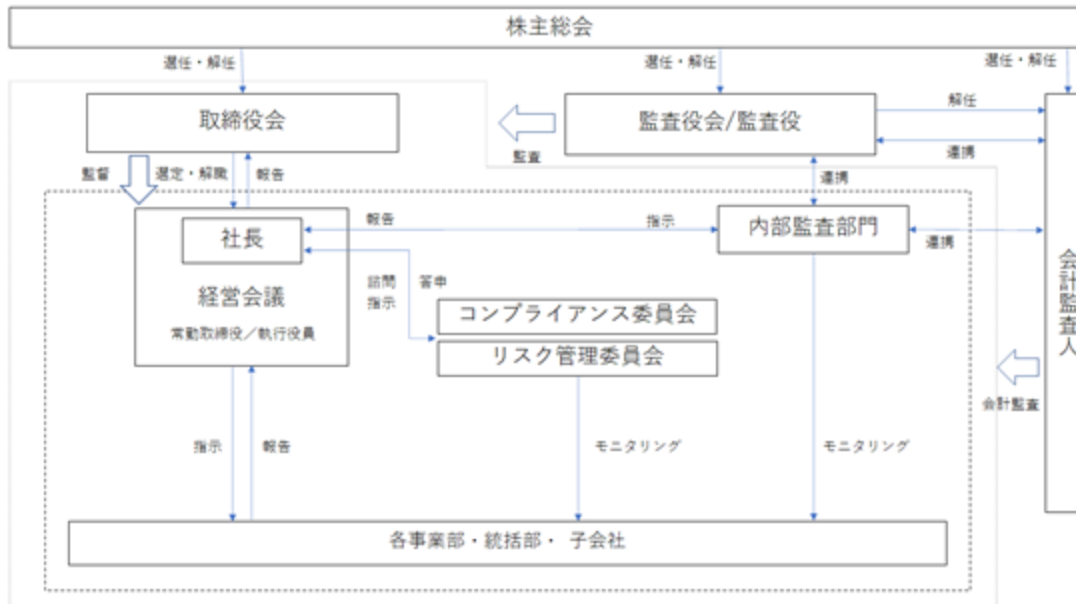 株主総会
選任・解任
選任・解任
選任・解任
取締役会
監査役会/監査役
解任
監査
連携
監督
選定・解職
報告
連携
社長
報告
指示
内部監査部門
連携
会計監査人
経営会議
常勤取締役／執行役員
諮問
指示
答申
コンプライアンス委員会
リスク管理委員会
会計監査
指示
報告
モニタリング
モニタリング
各事業部・統括部・ 子会社